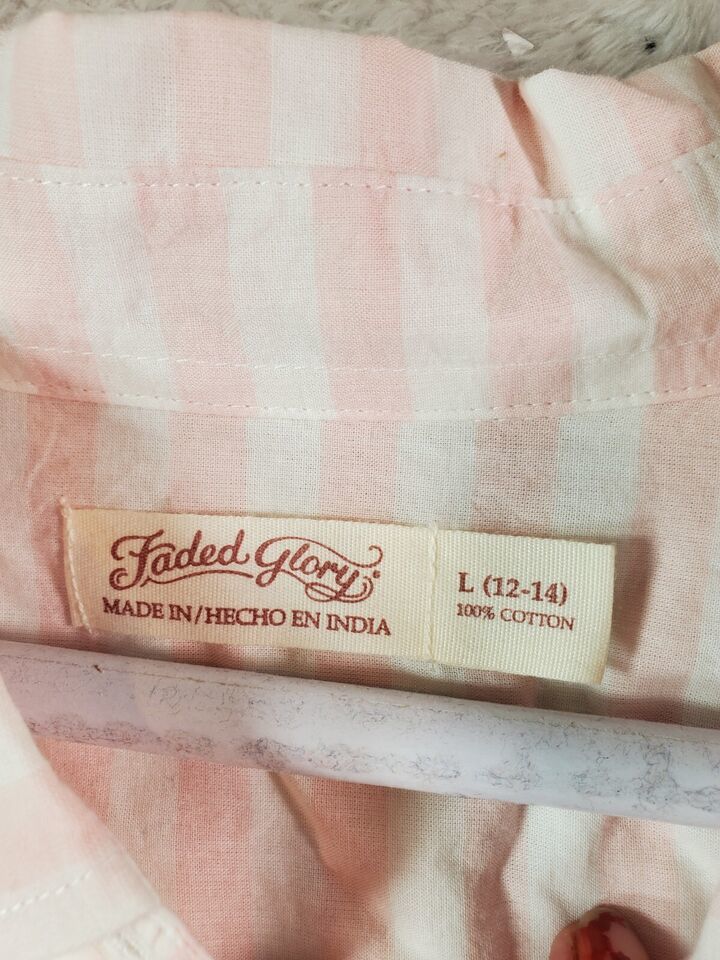 Faded Glory
MADE IN/HECHO EN INDIA
L (12-14)
100% COTTON